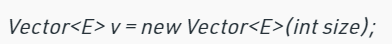 Vector<E> v = new Vector<E>(int size);